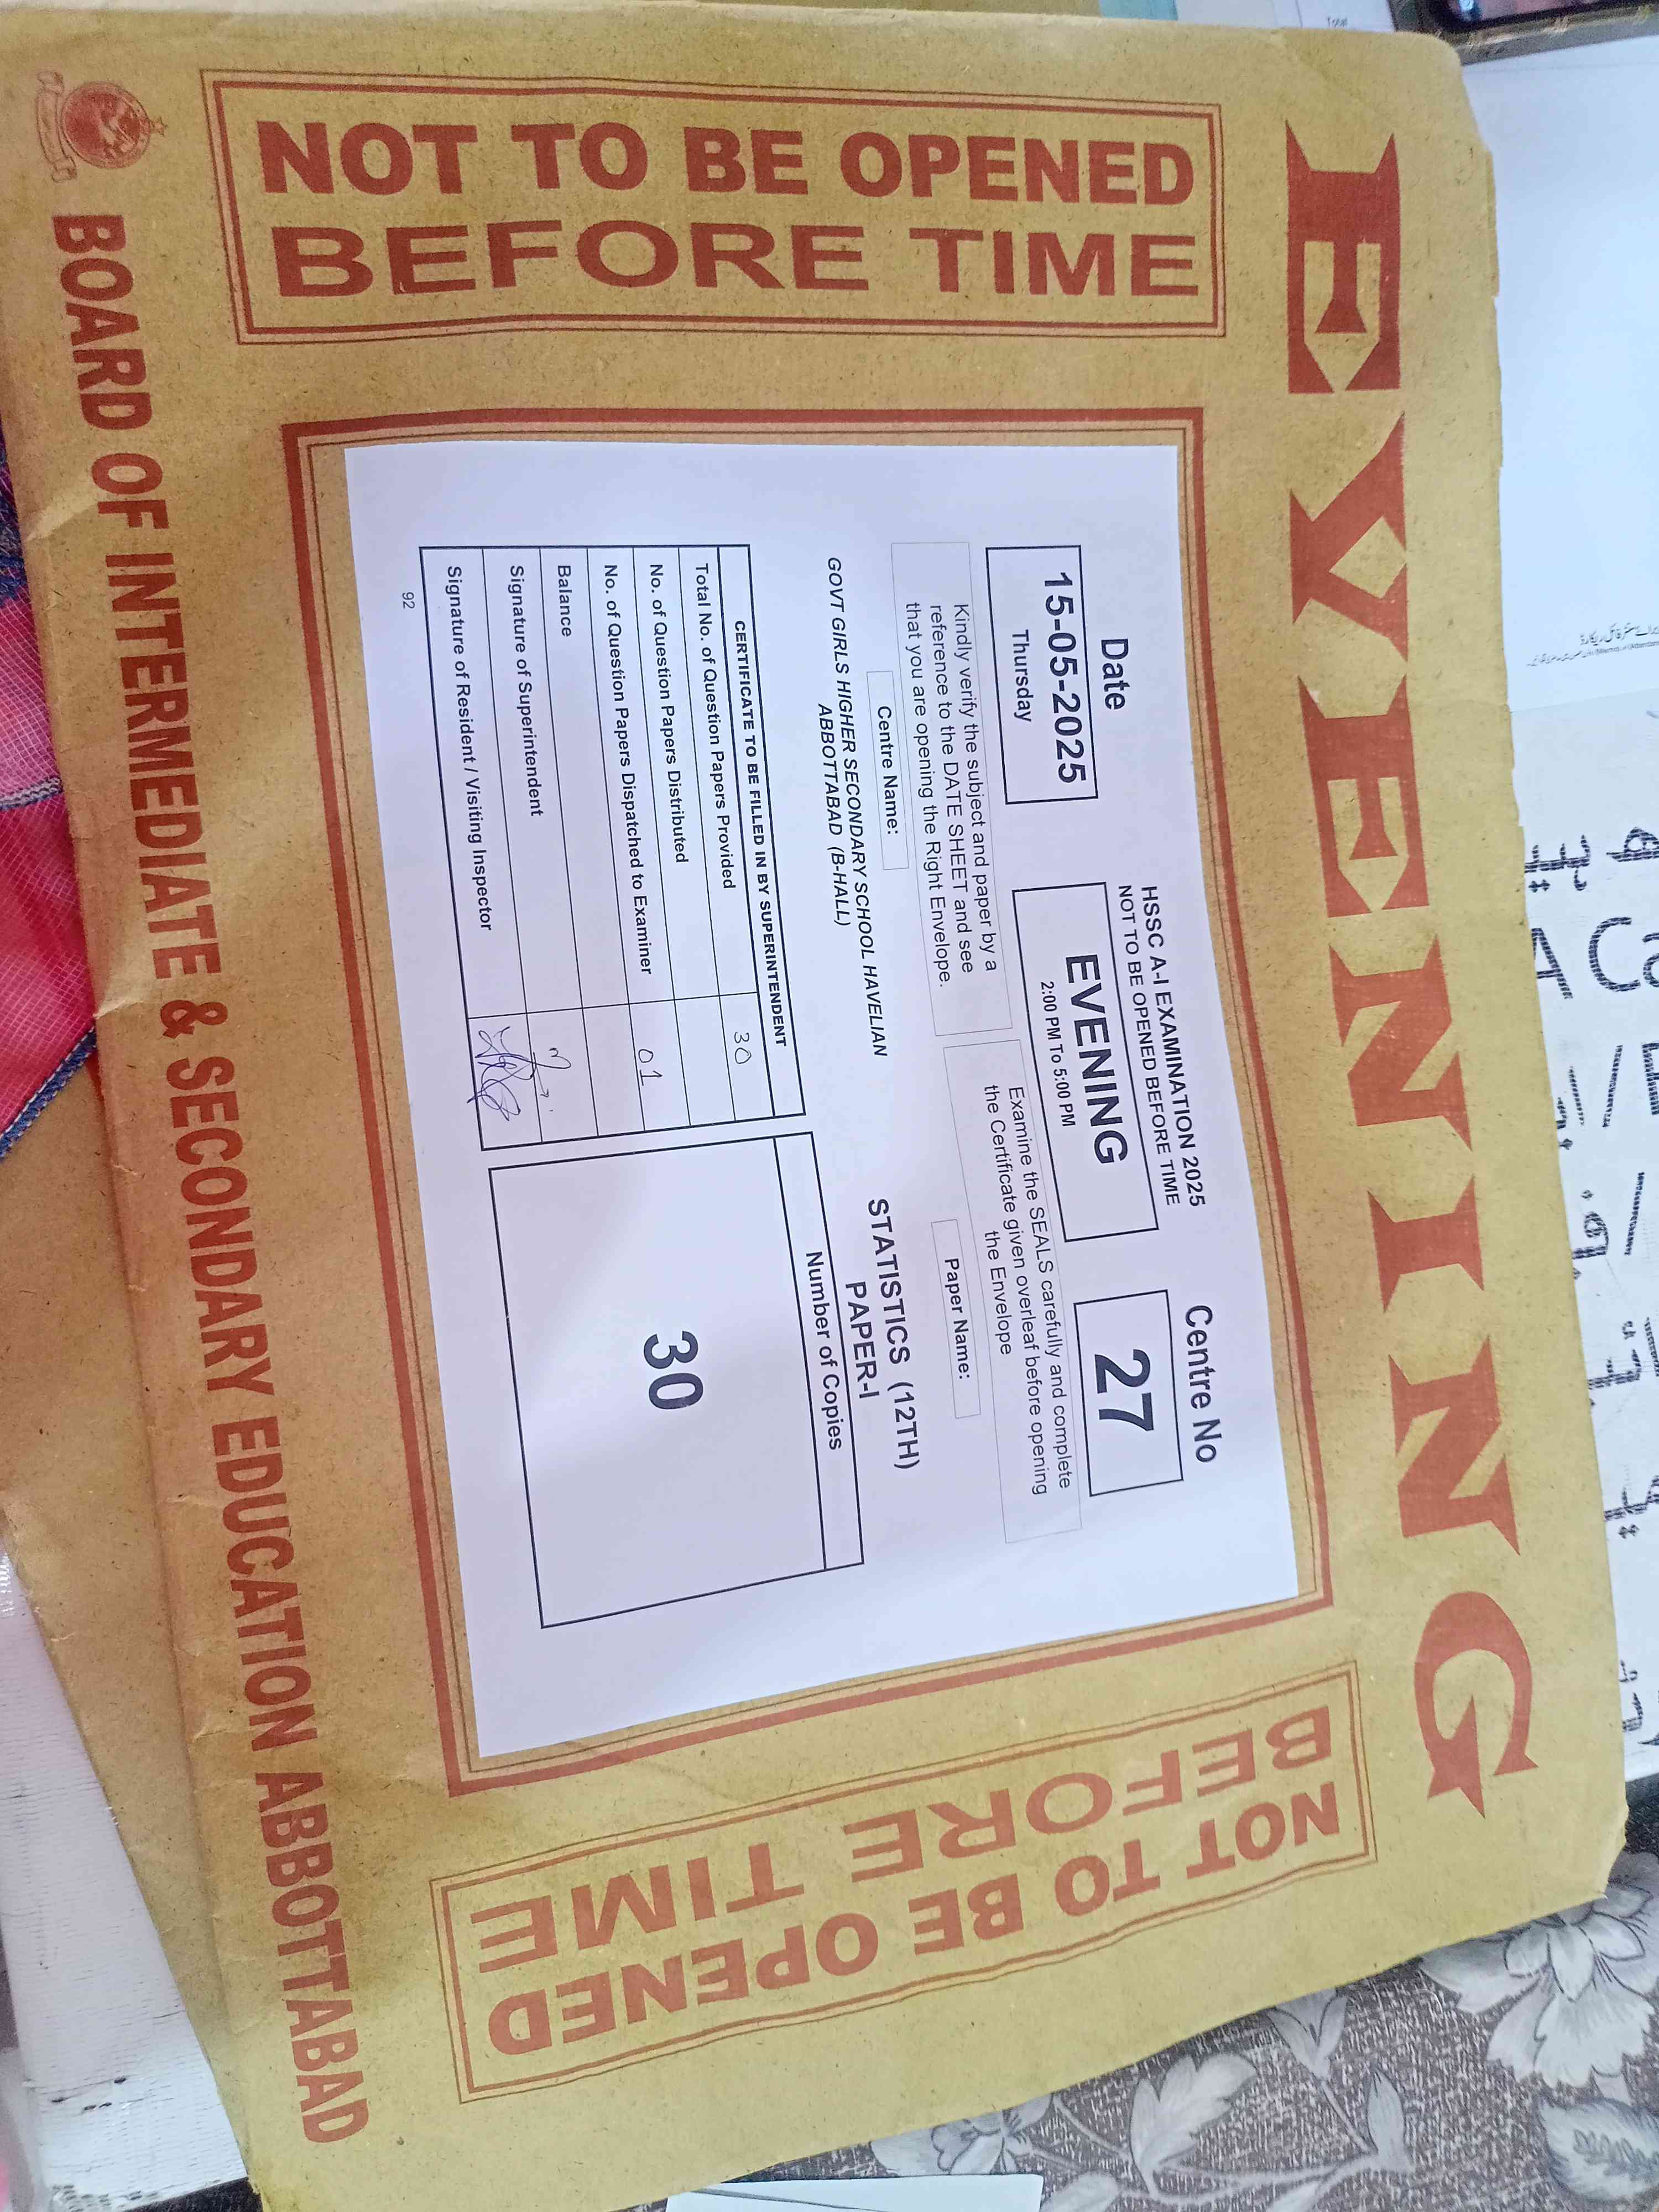 EVENING
NOT TO BE OPENED
BEFORE TIME
Date
15-05-2025
Thursday
HSSC A-I EXAMINATION 2025
NOT TO BE OPENED BEFORE TIME
EVENING
2:00 PM To 5:00 PM
Centre No
27
Kindly verify the subject and paper by a
reference to the DATE SHEET and see
that you are opening the Right Envelope.
Examine the SEALS carefully and complete
the Certificate given overleaf before opening
the Envelope
Centre Name:
GOVT GIRLS HIGHER SECONDARY SCHOOL HAVELIAN
ABBOTTABAD (B-HALL)
Paper Name:
STATISTICS (12TH)
PAPER-I
CERTIFICATE TO BE FILLED IN BY SUPERINTENDENT
Total No. of Question Papers Provided 30
No. of Question Papers Distributed
No. of Question Papers Dispatched to Examiner 01
Balance
Signature of Superintendent
Signature of Resident / Visiting Inspector
Number of Copies
30
92
NOT TO BE OPENED
BEFORE TIME
BOARD OF INTERMEDIATE & SECONDARY EDUCATION ABBOTTABAD
Total